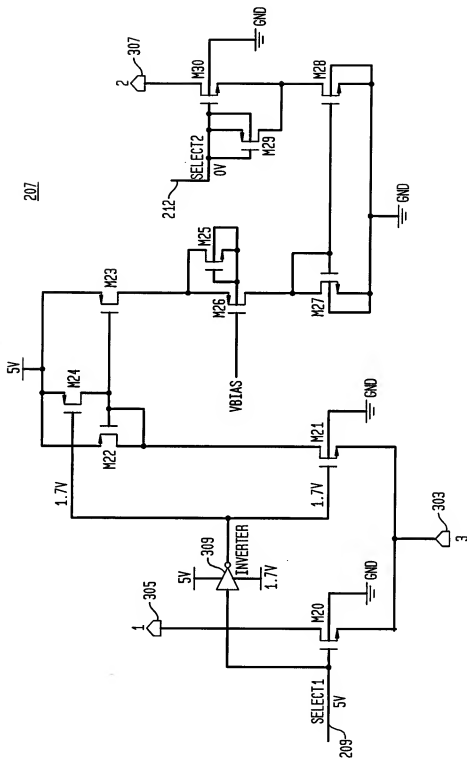 207
5V
M24
M23
M22
1.7V
M25
M26
VBIAS
M27
GND
M28
M29
M30
SELECT2
0V
212
2
307
GND
1
305
5V
309
INVERTER
1.7V
1.7V
M21
GND
M20
GND
SELECT1
5V
209
303
3